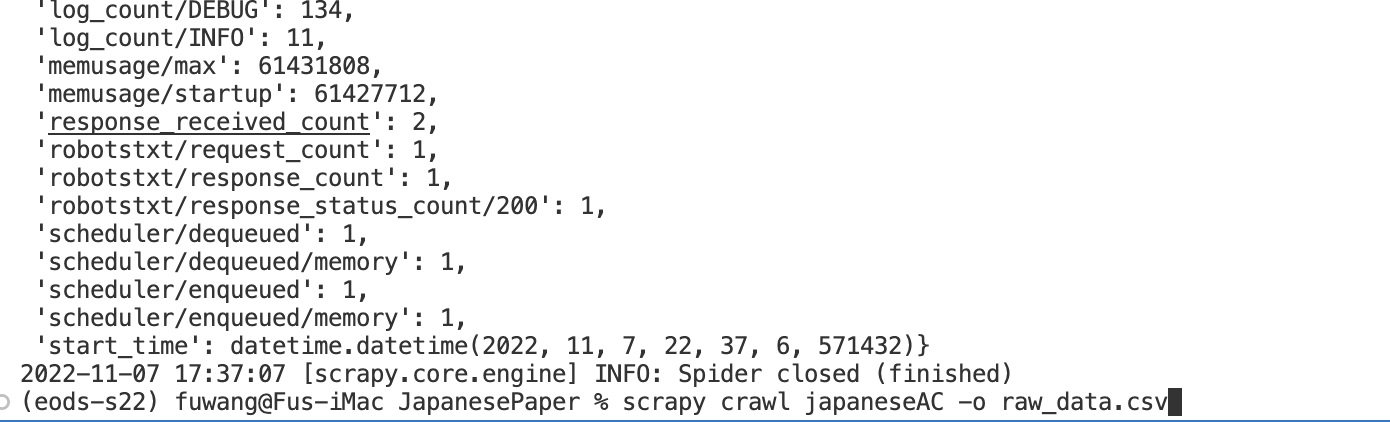 'log_count/DEBUG': 134,
'log_count/INFO': 11,
'memusage/max': 61431808,
'memusage/startup': 61427712,
'response_received_count': 2,
'robotstxt/request_count': 1,
'robotstxt/response_count': 1,
'robotstxt/response_status_count/200': 1,
'scheduler/dequeued': 1,
'scheduler/dequeued/memory': 1,
'scheduler/enqueued': 1,
'scheduler/enqueued/memory': 1,
'start_time': datetime.datetime(2022, 11, 7, 22, 37, 6, 571432)}
2022-11-07 17:37:07 [scrapy.core.engine] INFO: Spider closed (finished)
(eods-s22) fuwang@Fus-iMac JapanesePaper % scrapy crawl japaneseAC -o raw_data.csv